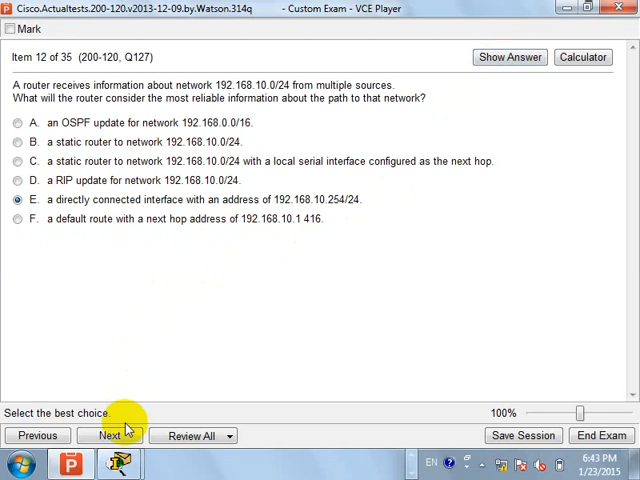 Cisco.Actualtests.200-120.v2013-12-09.by.Watson.314q - Custom Exam - VCE Player
Mark
Item 12 of 35 (200-120, Q127)
Show Answer
Calculator
A router receives information about network 192.168.10.0/24 from multiple sources.
What will the router consider the most reliable information about the path to that network?
A. an OSPF update for network 192.168.0.0/16.
B. a static router to network 192.168.10.0/24.
C. a static router to network 192.168.10.0/24 with a local serial interface configured as the next hop.
D. a RIP update for network 192.168.10.0/24.
E. a directly connected interface with an address of 192.168.10.254/24.
F. a default route with a next hop address of 192.168.10.1 416.
Select the best choice.
100%
Previous
Next
Review All
Save Session
End Exam
EN
6:43 PM
1/23/2015